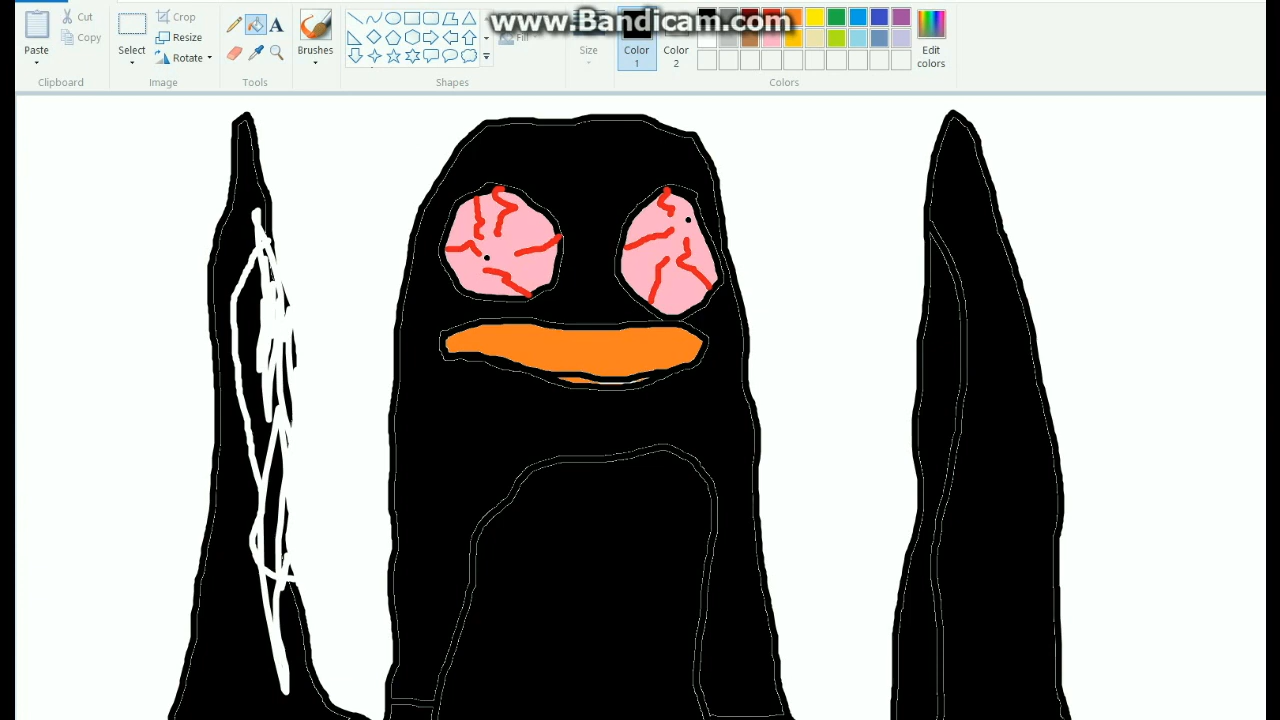 www.Bandicam.com
Cut
Copy
Paste
Clipboard
Crop
Resize
Rotate
Select
Image
A
Tools
Brushes
Fill
Shapes
Size
Color
1
Color
2
Edit
colors
Colors